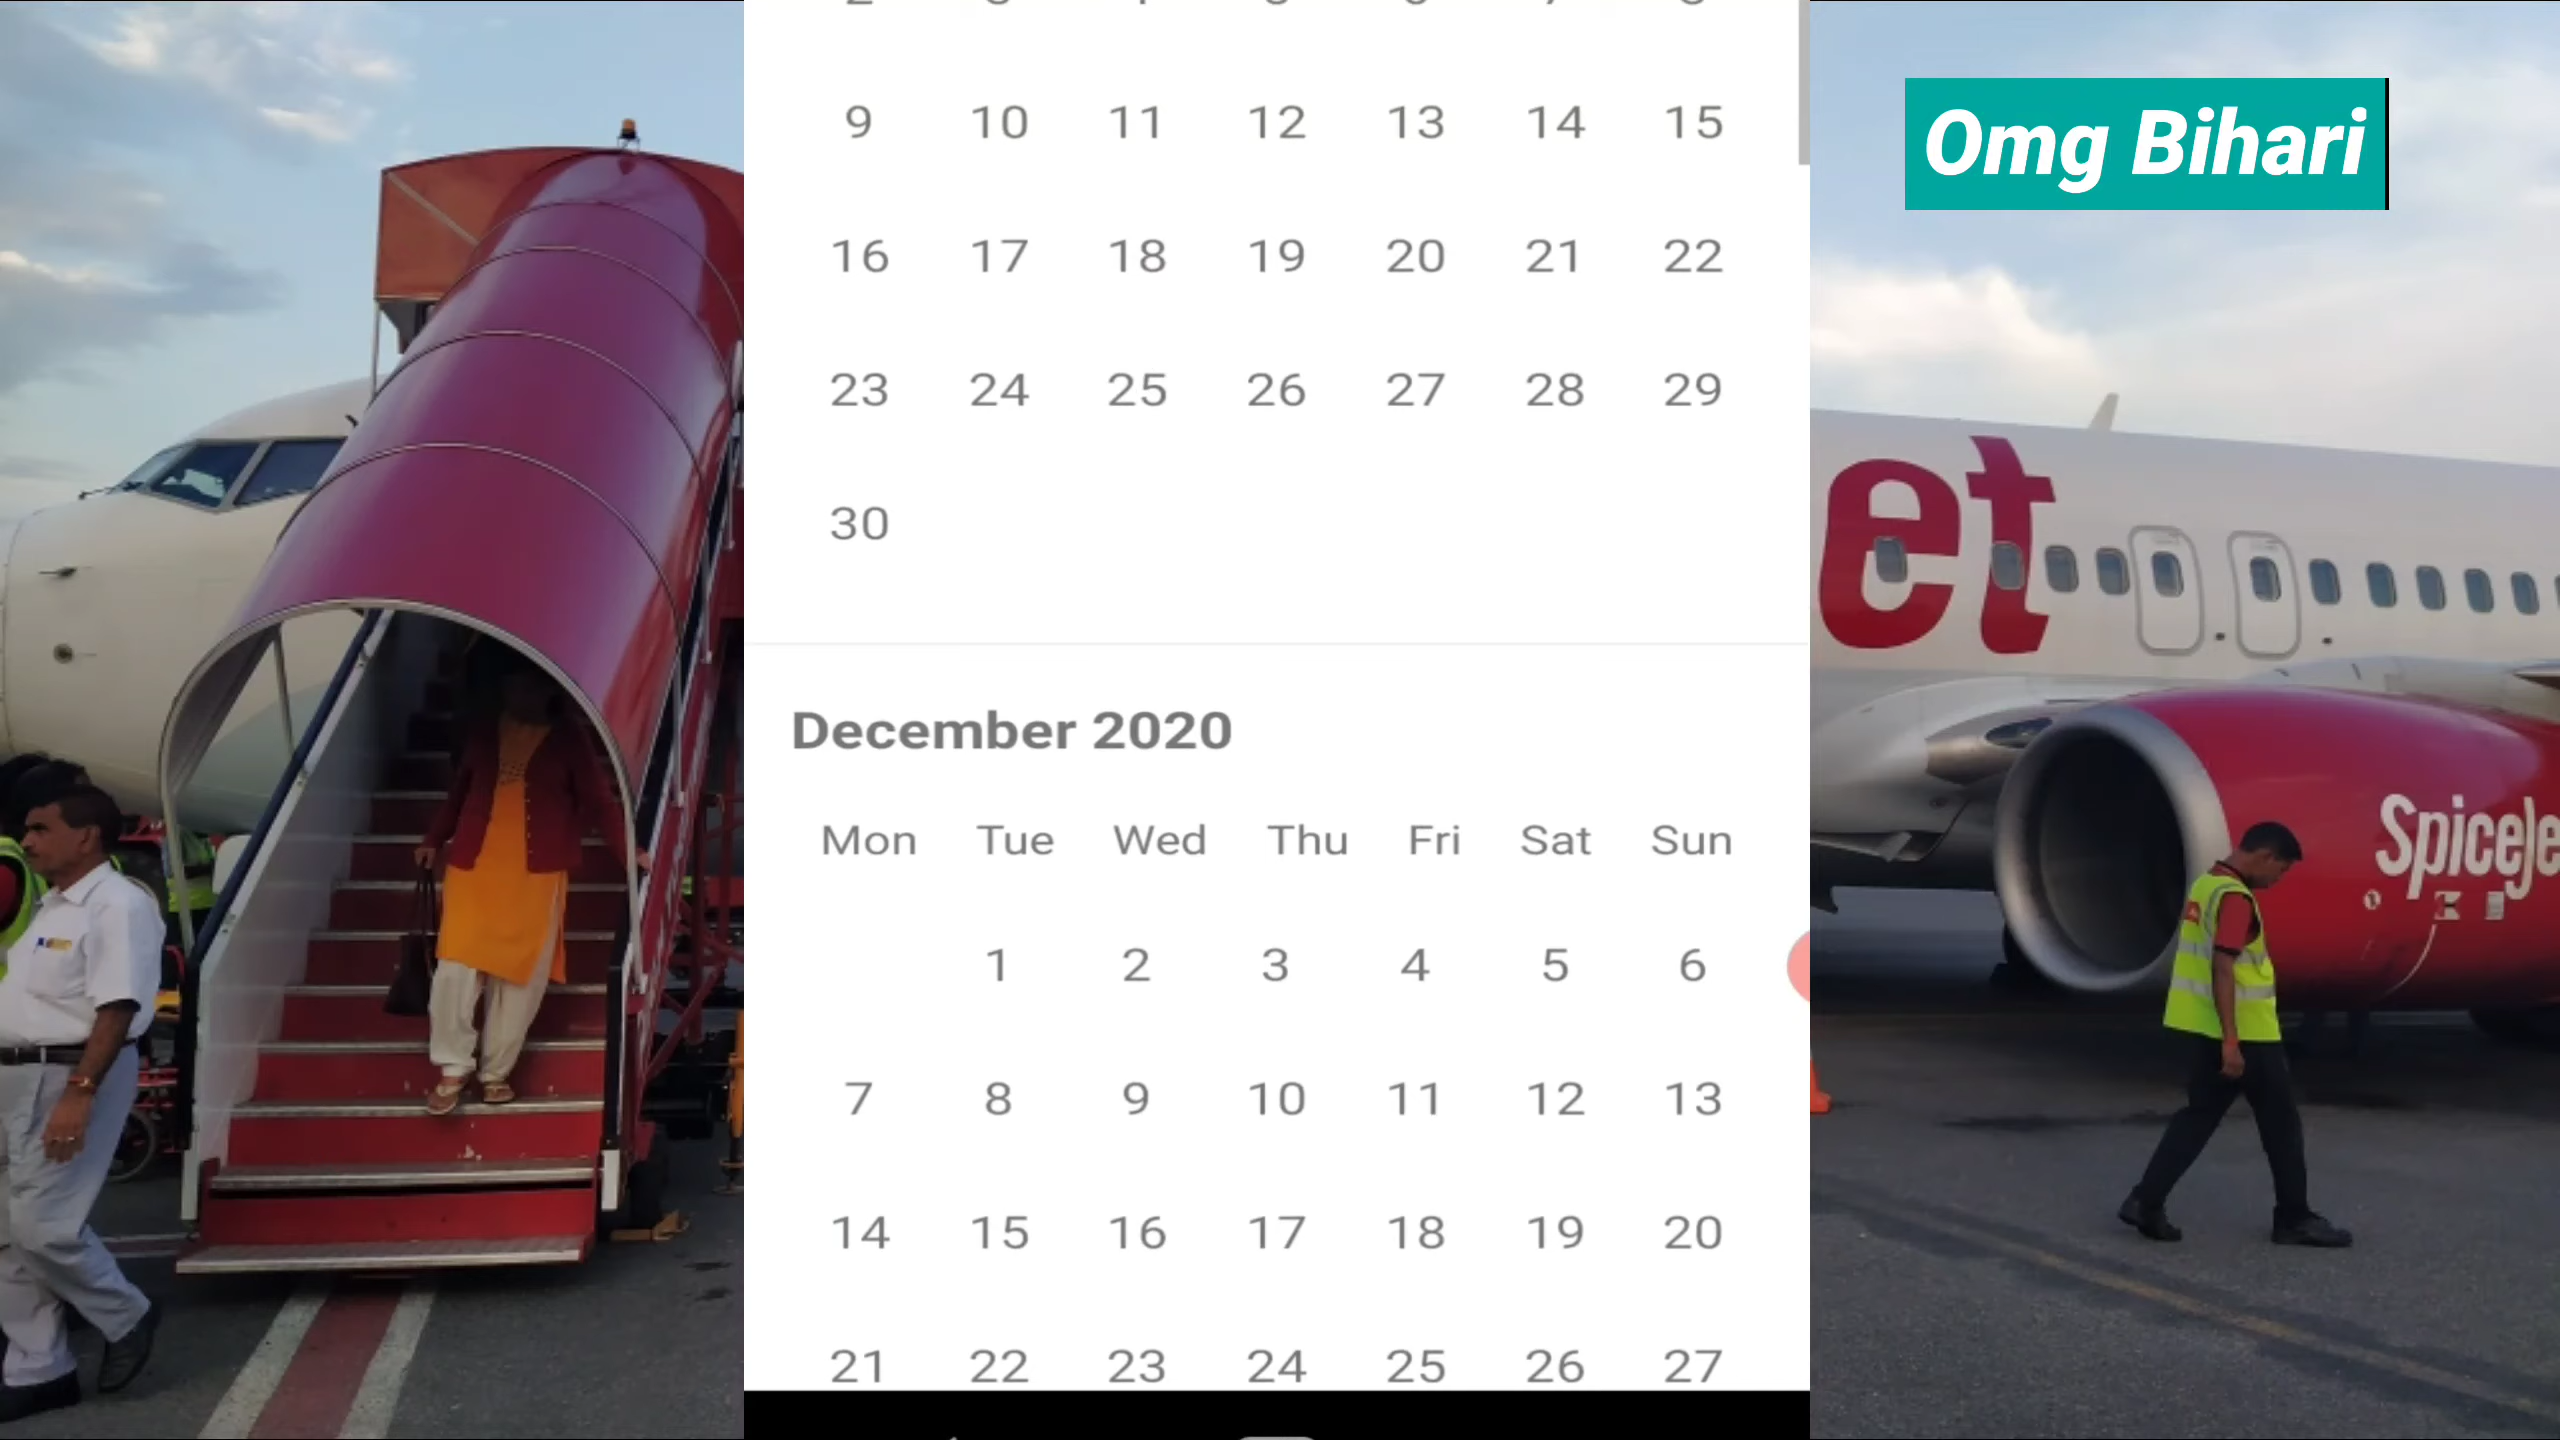 9 10 11 12 13 14 15
16 17 18 19 20 21 22
23 24 25 26 27 28 29
30
December 2020
Mon Tue Wed Thu Fri Sat Sun
1 2 3 4 5 6
7 8 9 10 11 12 13
14 15 16 17 18 19 20
21 22 23 24 25 26 27
Omg Bihari
et
SpiceJe